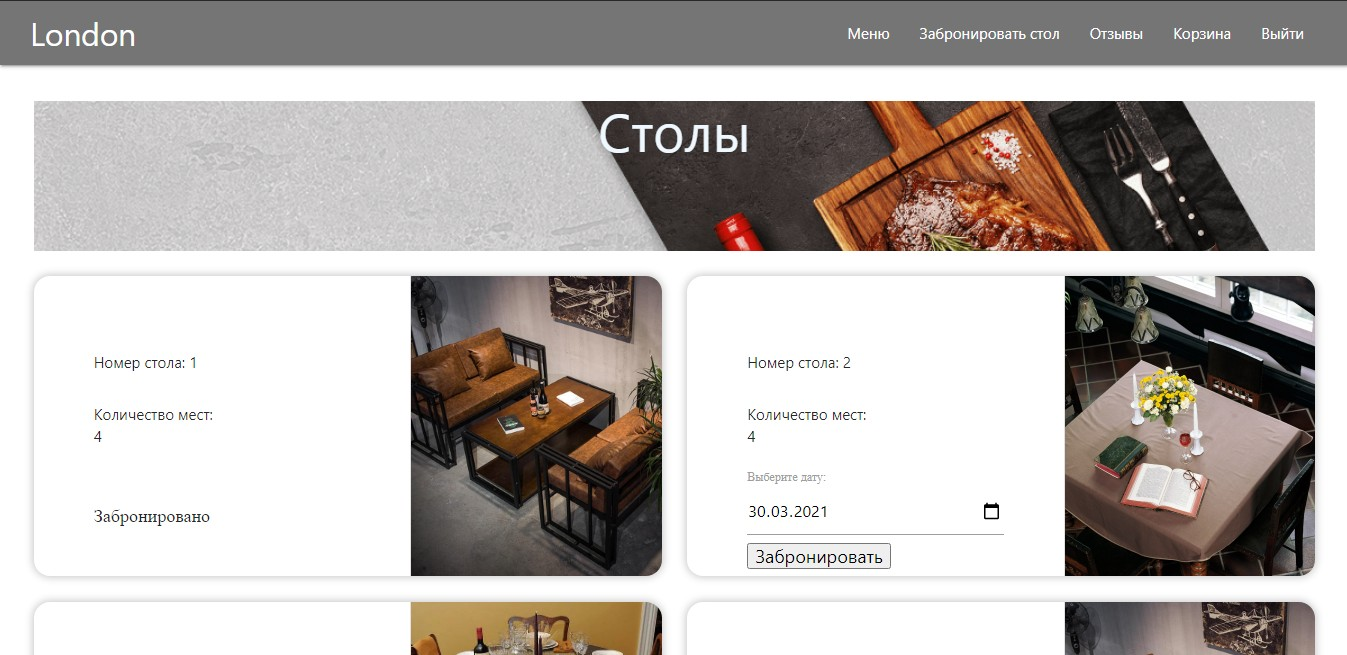 London
Меню
Забронировать стол
Отзывы
Корзина
Выйти
Столы
Номер стола: 1
Количество мест:
4
Забронировано
Номер стола: 2
Количество мест:
4
Выберите дату:
30.03.2021
Забронировать